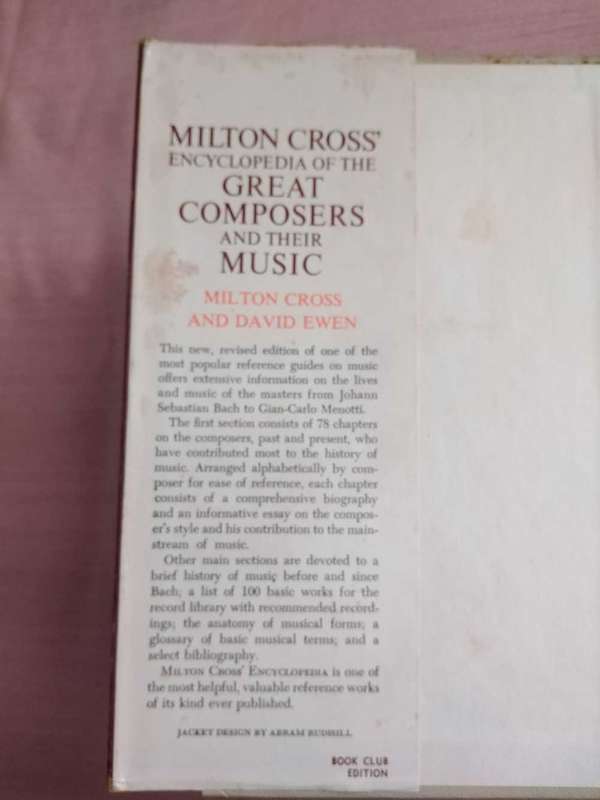 MILTON CROSS'
ENCYCLOPEDIA OF THE
GREAT
COMPOSERS
AND THEIR
MUSIC
MILTON CROSS
AND DAVID EWEN
This new, revised edition of one of the
most popular reference guides on music
offers extensive information on the lives
and music of the masters from Johann
Sebastian Bach to Gian-Carlo Menotti.
The first section consists of 78 chapters
on the composers, past and present, who
have contributed most to the history of
music. Arranged alphabetically by com-
poser for ease of reference, each chapter
consists of a comprehensive biography
and an informative essay on the compos-
er's style and his contribution to the main-
stream of music.
Other main sections are devoted to a
brief history of music before and since
Bach; a list of 100 basic works for the
record library with recommended record-
ings; the anatomy of musical forms; a
glossary of basic musical terms; and a
select bibliography.
MILTON CROSS' ENCYCLOPEDIA is one of
the most helpful, valuable reference works
of its kind ever published.
JACKET DESIGN BY ABRAM RUDISILL
BOOK CLUB
EDITION